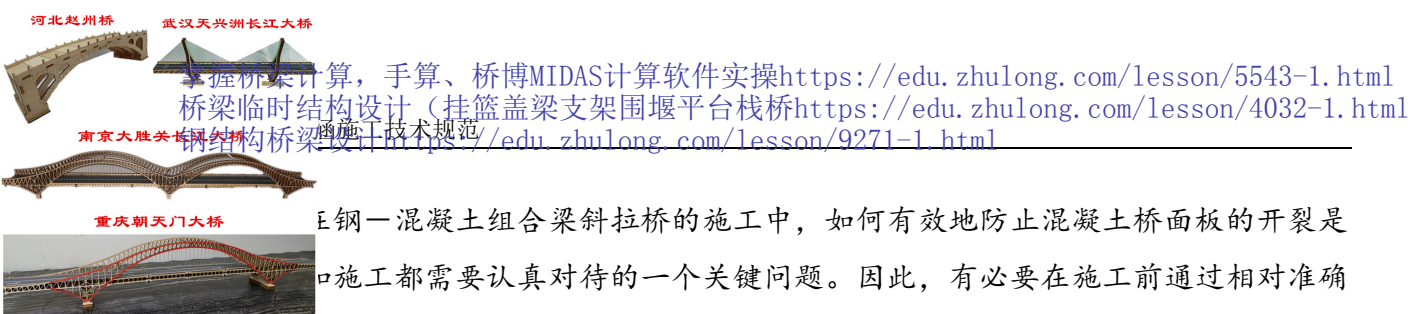 河北赵州桥
武汉天兴洲长江大桥
掌握桥梁计算，手算、桥博MIDAS计算软件实操https://edu.zhulong.com/lesson/5543-1.html
桥梁临时结构设计（挂篮盖梁支架围堰平台栈桥https://edu.zhulong.com/lesson/4032-1.html
南京大胜关长江大桥
钢结构桥梁设计https://edu.zhulong.com/lesson/9271-1.html
涵施工技术规范
重庆朝天门大桥
钢－混凝土组合梁斜拉桥的施工中，如何有效地防止混凝土桥面板的开裂是
施工都需要认真对待的一个关键问题。因此，有必要在施工前通过相对准确